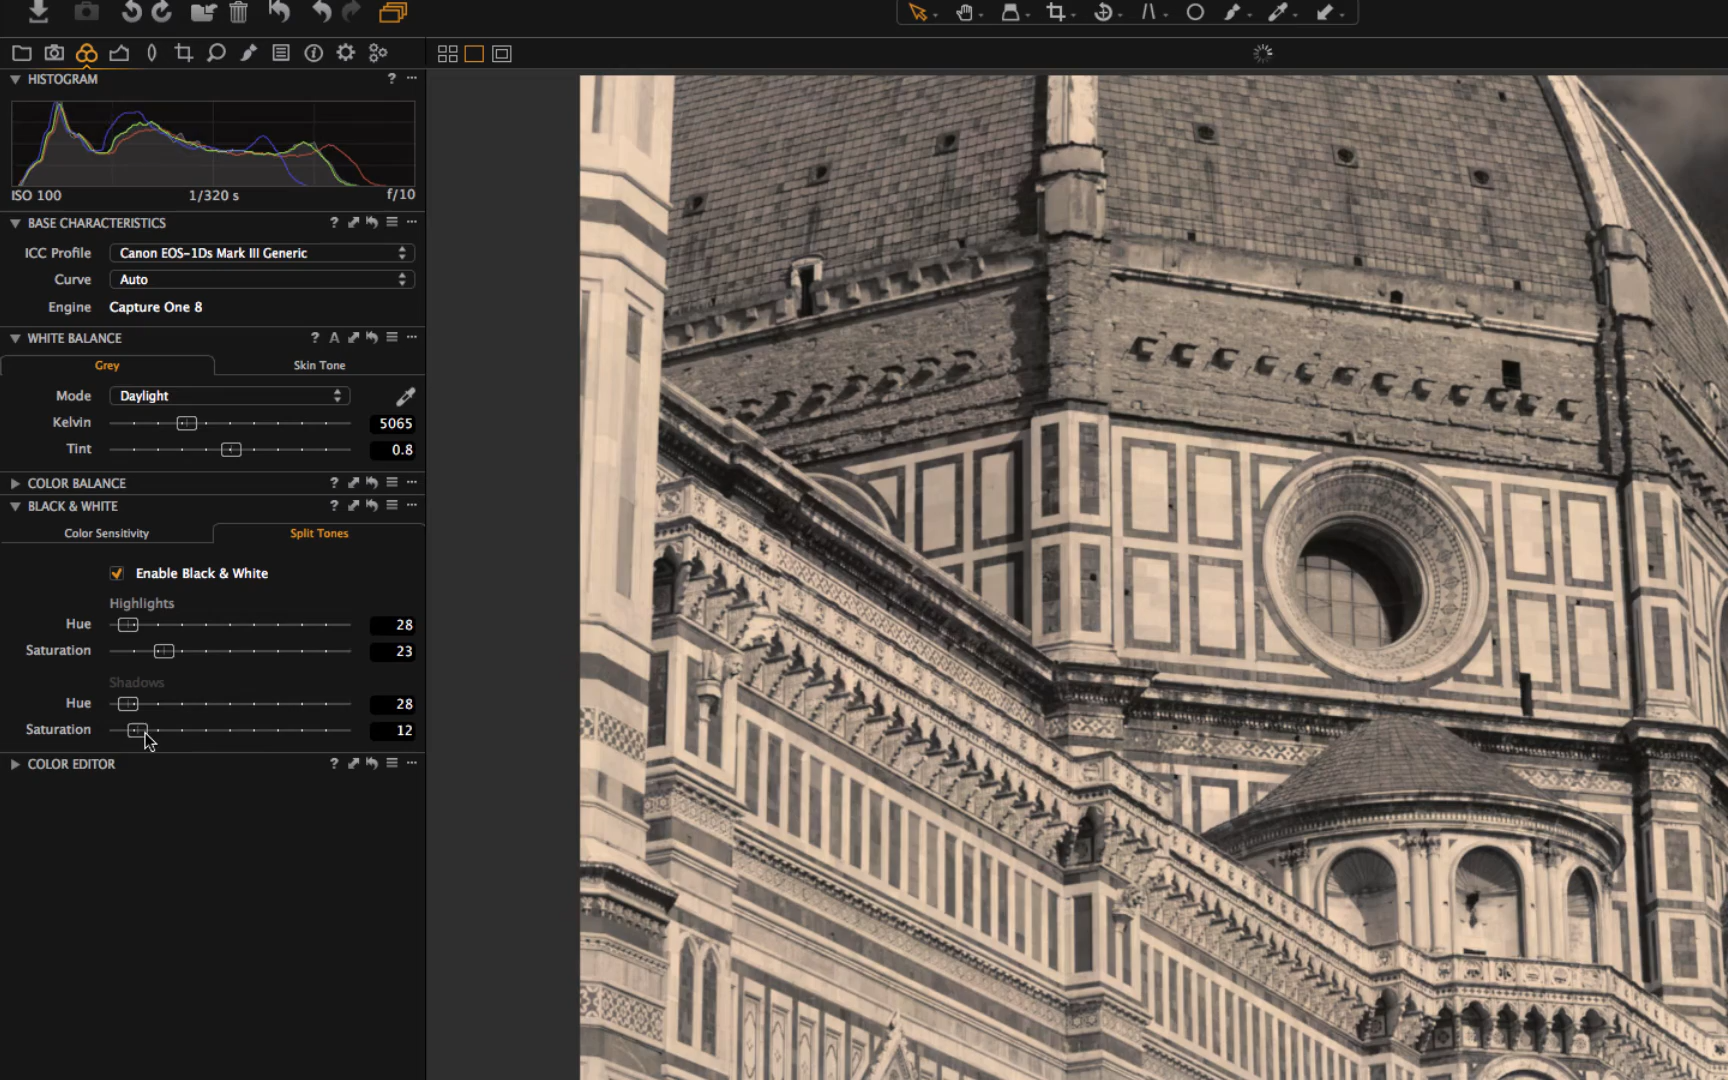 HISTOGRAM ?
ISO 100 1/320 s f/10
BASE CHARACTERISTICS ?
ICC Profile Canon EOS-1Ds Mark III Generic
Curve Auto
Engine Capture One 8
WHITE BALANCE ? A
Grey Skin Tone
Mode Daylight
Kelvin 5065
Tint 0.8
COLOR BALANCE ?
BLACK & WHITE ?
Color Sensitivity Split Tones
Enable Black & White
Highlights
Hue 28
Saturation 23
Shadows
Hue 28
Saturation 12
COLOR EDITOR ?